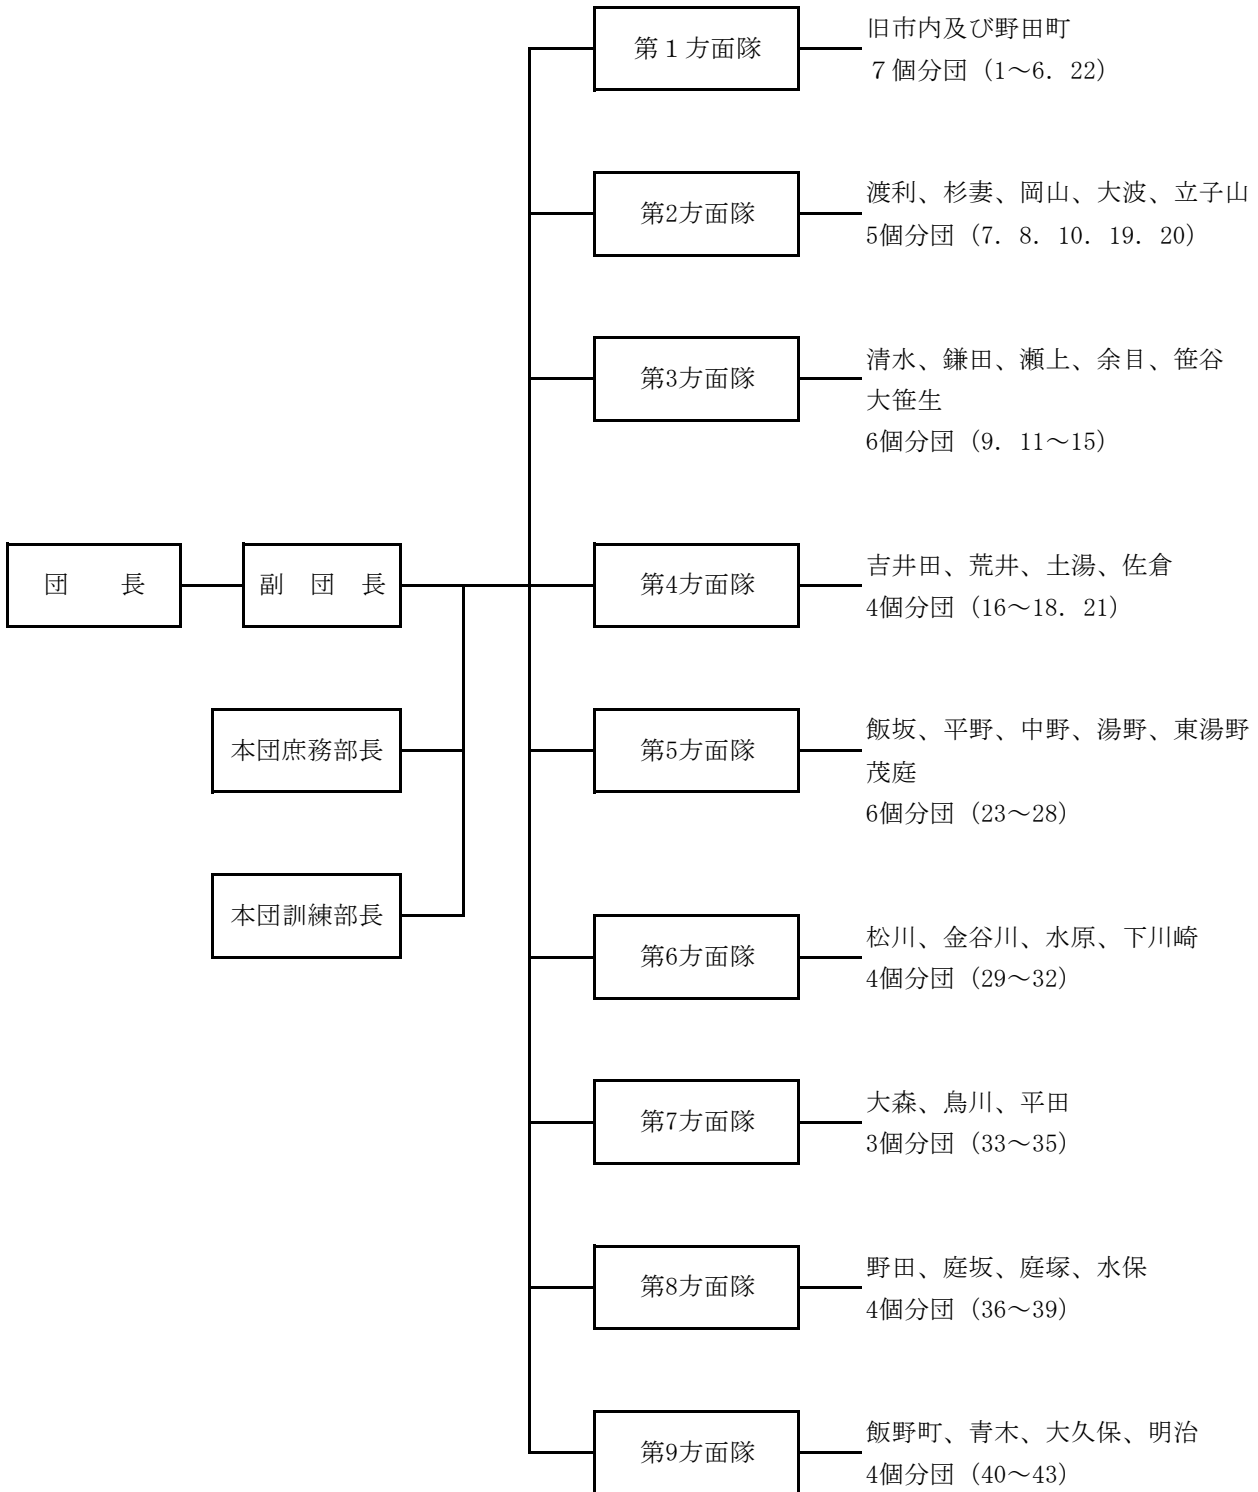 第１方面隊
旧市内及び野田町
７個分団（1～6．22）
第2方面隊
渡利、杉妻、岡山、大波、立子山
5個分団（7．8．10．19．20）
第3方面隊
清水、鎌田、瀬上、余目、笹谷
大笹生
6個分団（9．11～15）
団　　長
副　団　長
第4方面隊
吉井田、荒井、土湯、佐倉
4個分団（16～18．21）
本団庶務部長
第5方面隊
飯坂、平野、中野、湯野、東湯野
茂庭
6個分団（23～28）
本団訓練部長
第6方面隊
松川、金谷川、水原、下川崎
4個分団（29～32）
第7方面隊
大森、鳥川、平田
3個分団（33～35）
第8方面隊
野田、庭坂、庭塚、水保
4個分団（36～39）
第9方面隊
飯野町、青木、大久保、明治
4個分団（40～43）